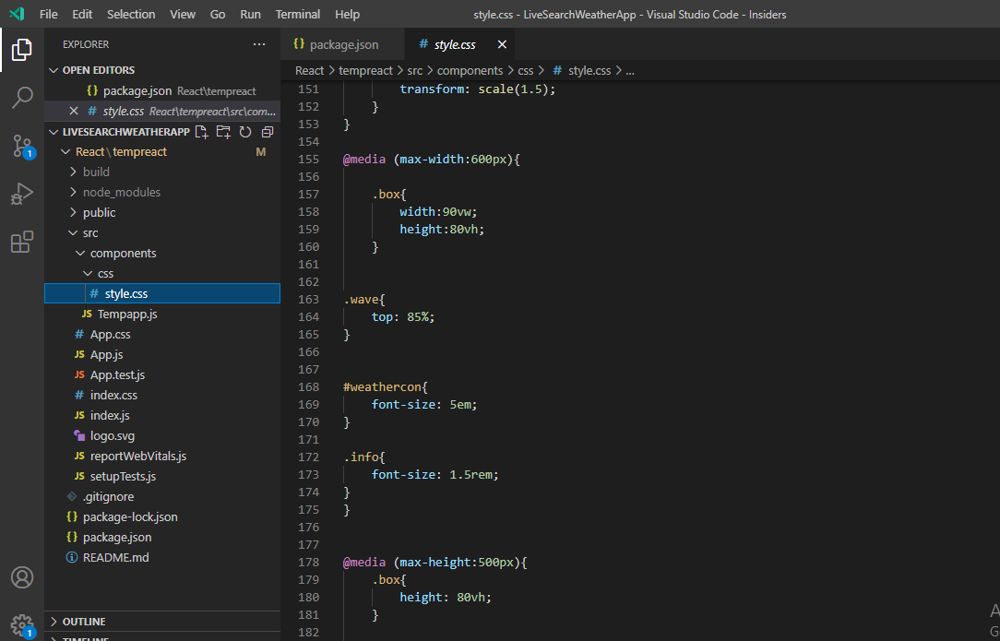 File Edit Selection View Go Run Terminal Help
style.css - LiveSearchWeatherApp - Visual Studio Code - Insiders
EXPLORER
OPEN EDITORS
{} package.json React\tempreact
# style.css React\tempreact\src\com...
LIVESEARCHWEATHERAPP
React\tempreact M
build
node_modules
public
src
components
css
# style.css
JS Tempapp.js
# App.css
JS App.js
JS App.test.js
# index.css
JS index.js
logo.svg
JS reportWebVitals.js
JS setupTests.js
.gitignore
{} package-lock.json
{} package.json
README.md
OUTLINE
TIMELINE
1
1
{} package.json
# style.css
React > tempreact > src > components > css > # style.css > ...
151 transform: scale(1.5);
152 }
153 }
154
155 @media (max-width:600px){
156
157 .box{
158 width:90vw;
159 height:80vh;
160 }
161
162
163 .wave{
164 top: 85%;
165 }
166
167
168 #weathercon{
169 font-size: 5em;
170 }
171
172 .info{
173 font-size: 1.5rem;
174 }
175 }
176
177
178 @media (max-height:500px){
179 .box{
180 height: 80vh;
181 }
182
A
G